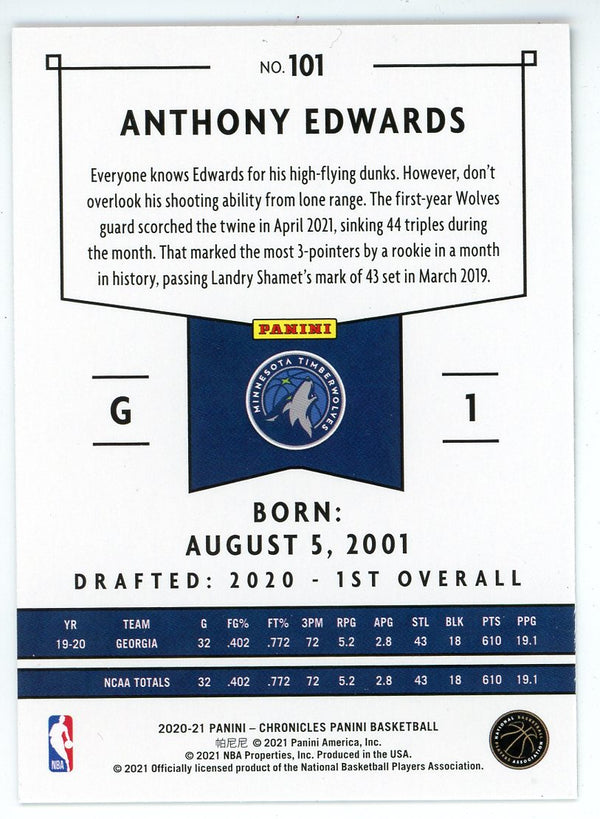 NO. 101
ANTHONY EDWARDS
Everyone knows Edwards for his high-flying dunks. However, don't
overlook his shooting ability from lone range. The first-year Wolves
guard scorched the twine in April 2021, sinking 44 triples during
the month. That marked the most 3-pointers by a rookie in a month
in history, passing Landry Shamet's mark of 43 set in March 2019.
PANINI
MINNESOTA TIMBERWOLVES
G
1
BORN:
AUGUST 5, 2001
DRAFTED: 2020 - 1ST OVERALL
YR TEAM G FG% FT% 3PM RPG APG STL BLK PTS PPG
19-20 GEORGIA 32 .402 .772 72 5.2 2.8 43 18 610 19.1
NCAA TOTALS 32 .402 .772 72 5.2 2.8 43 18 610 19.1
2020-21 PANINI – CHRONICLES PANINI BASKETBALL
帕尼尼 © 2021 Panini America, Inc.
© 2021 NBA Properties, Inc. Produced in the USA.
© 2021 Officially licensed product of the National Basketball Players Association.
NBA
NATIONAL BASKETBALL PLAYERS ASSOCIATION